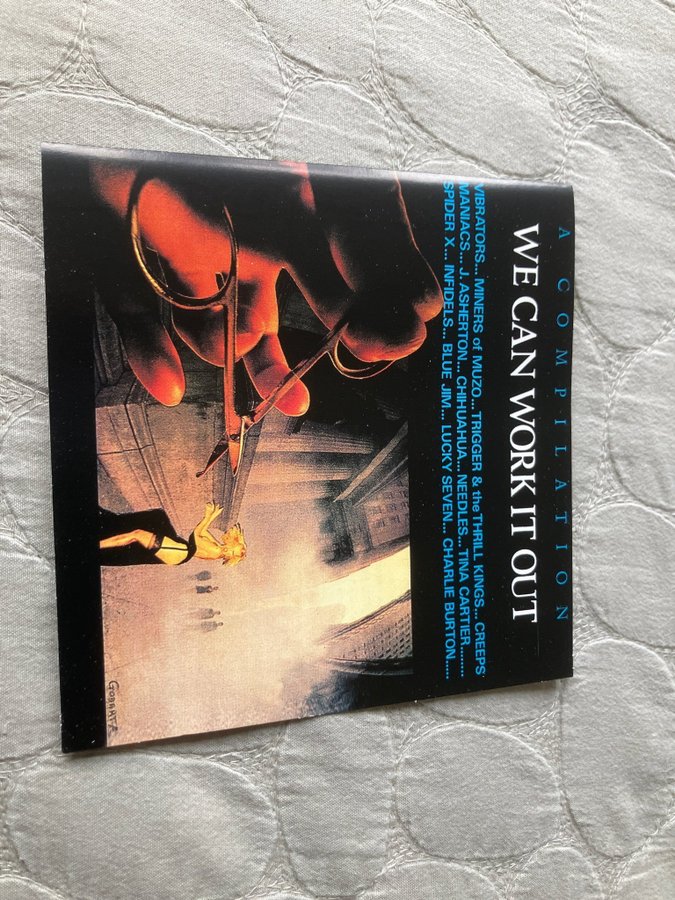 A COMPILATION
WE CAN WORK IT OUT
VIBRATORS... MINERS of MUZO... TRIGGER & the THRILL KINGS... CREEPS
MANIACS... J. ASHERTON... CHIHUAHUA... NEEDLES... TINA CARTIER........
SPIDER X... INFIDELS... BLUE JIM... LUCKY SEVEN... CHARLIE BURTON.....